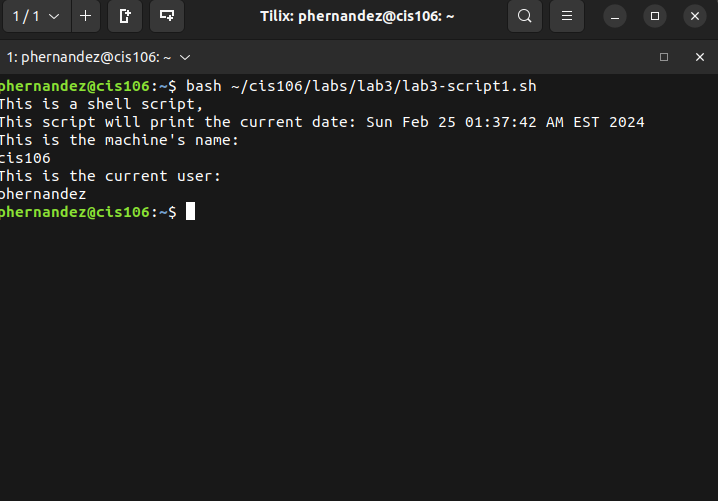 1 / 1
Tilix: phernandez@cis106: ~
1: phernandez@cis106: ~
phernandez@cis106:~$ bash ~/cis106/labs/lab3/lab3-script1.sh
This is a shell script,
This script will print the current date: Sun Feb 25 01:37:42 AM EST 2024
This is the machine's name:
cis106
This is the current user:
phernandez
phernandez@cis106:~$